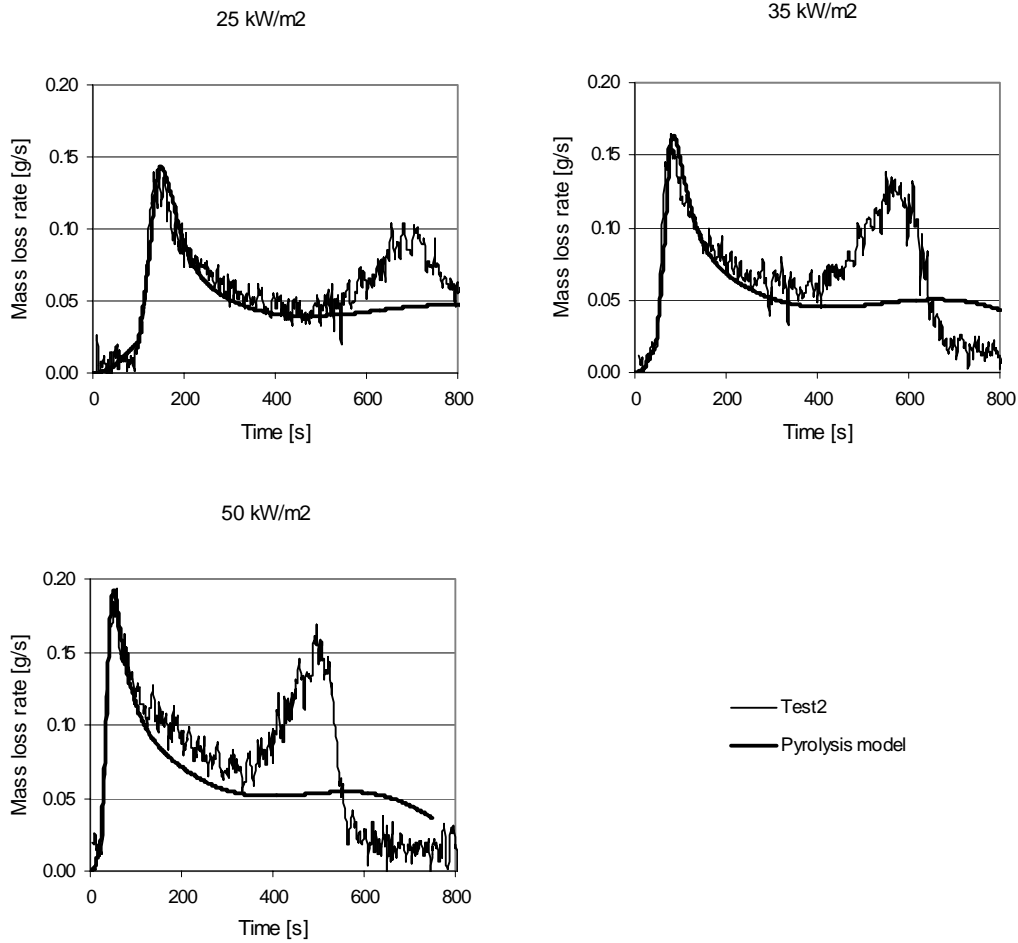 25 kW/m2
35 kW/m2
Mass loss rate [g/s]
0.20
0.15
0.10
0.05
0.00
0 200 400 600 800
Time [s]
Mass loss rate [g/s]
0.20
0.15
0.10
0.05
0.00
0 200 400 600 800
Time [s]
50 kW/m2
Mass loss rate [g/s]
0.20
0.15
0.10
0.05
0.00
0 200 400 600 800
Time [s]
Test2
Pyrolysis model